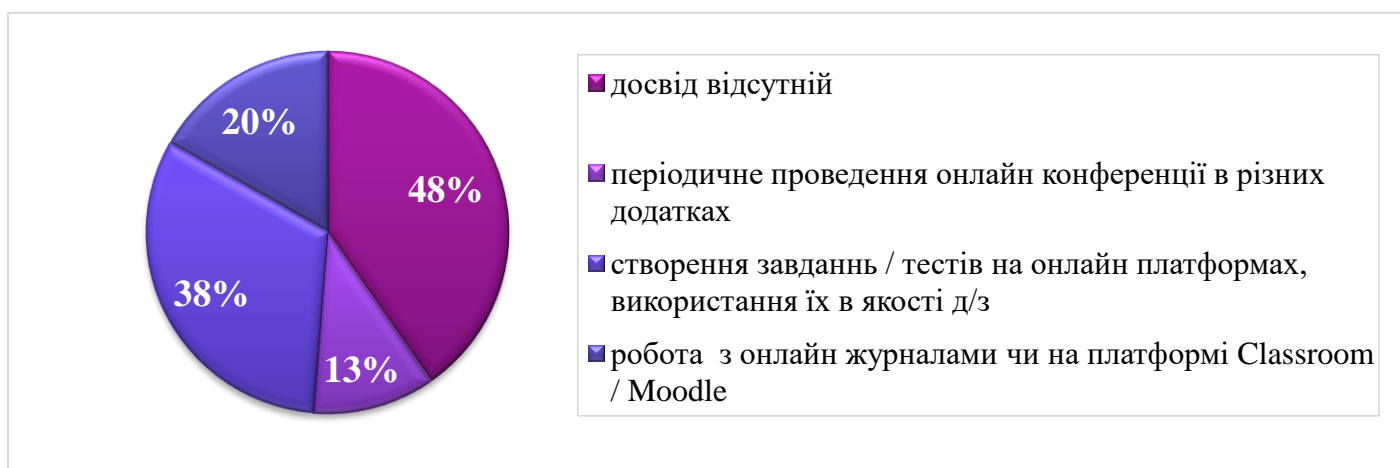 20%
48%
38%
13%
досвід відсутній
періодичне проведення онлайн конференції в різних
додатках
створення завданнь / тестів на онлайн платформах,
використання їх в якості д/з
робота з онлайн журналами чи на платформі Classroom
/ Moodle